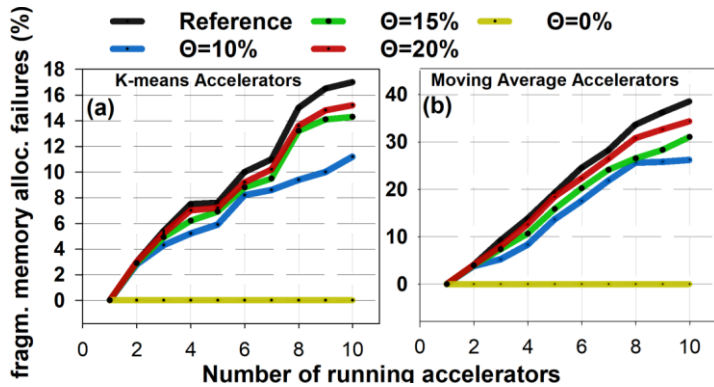 Reference Θ=15% Θ=0%
Θ=10% Θ=20%
fragm. memory alloc. failures (%)
K-means Accelerators
(a)
18
16
14
12
10
8
6
4
2
0
0 2 4 6 8 10
Moving Average Accelerators
(b)
40
30
20
10
0
0 2 4 6 8 10
Number of running accelerators